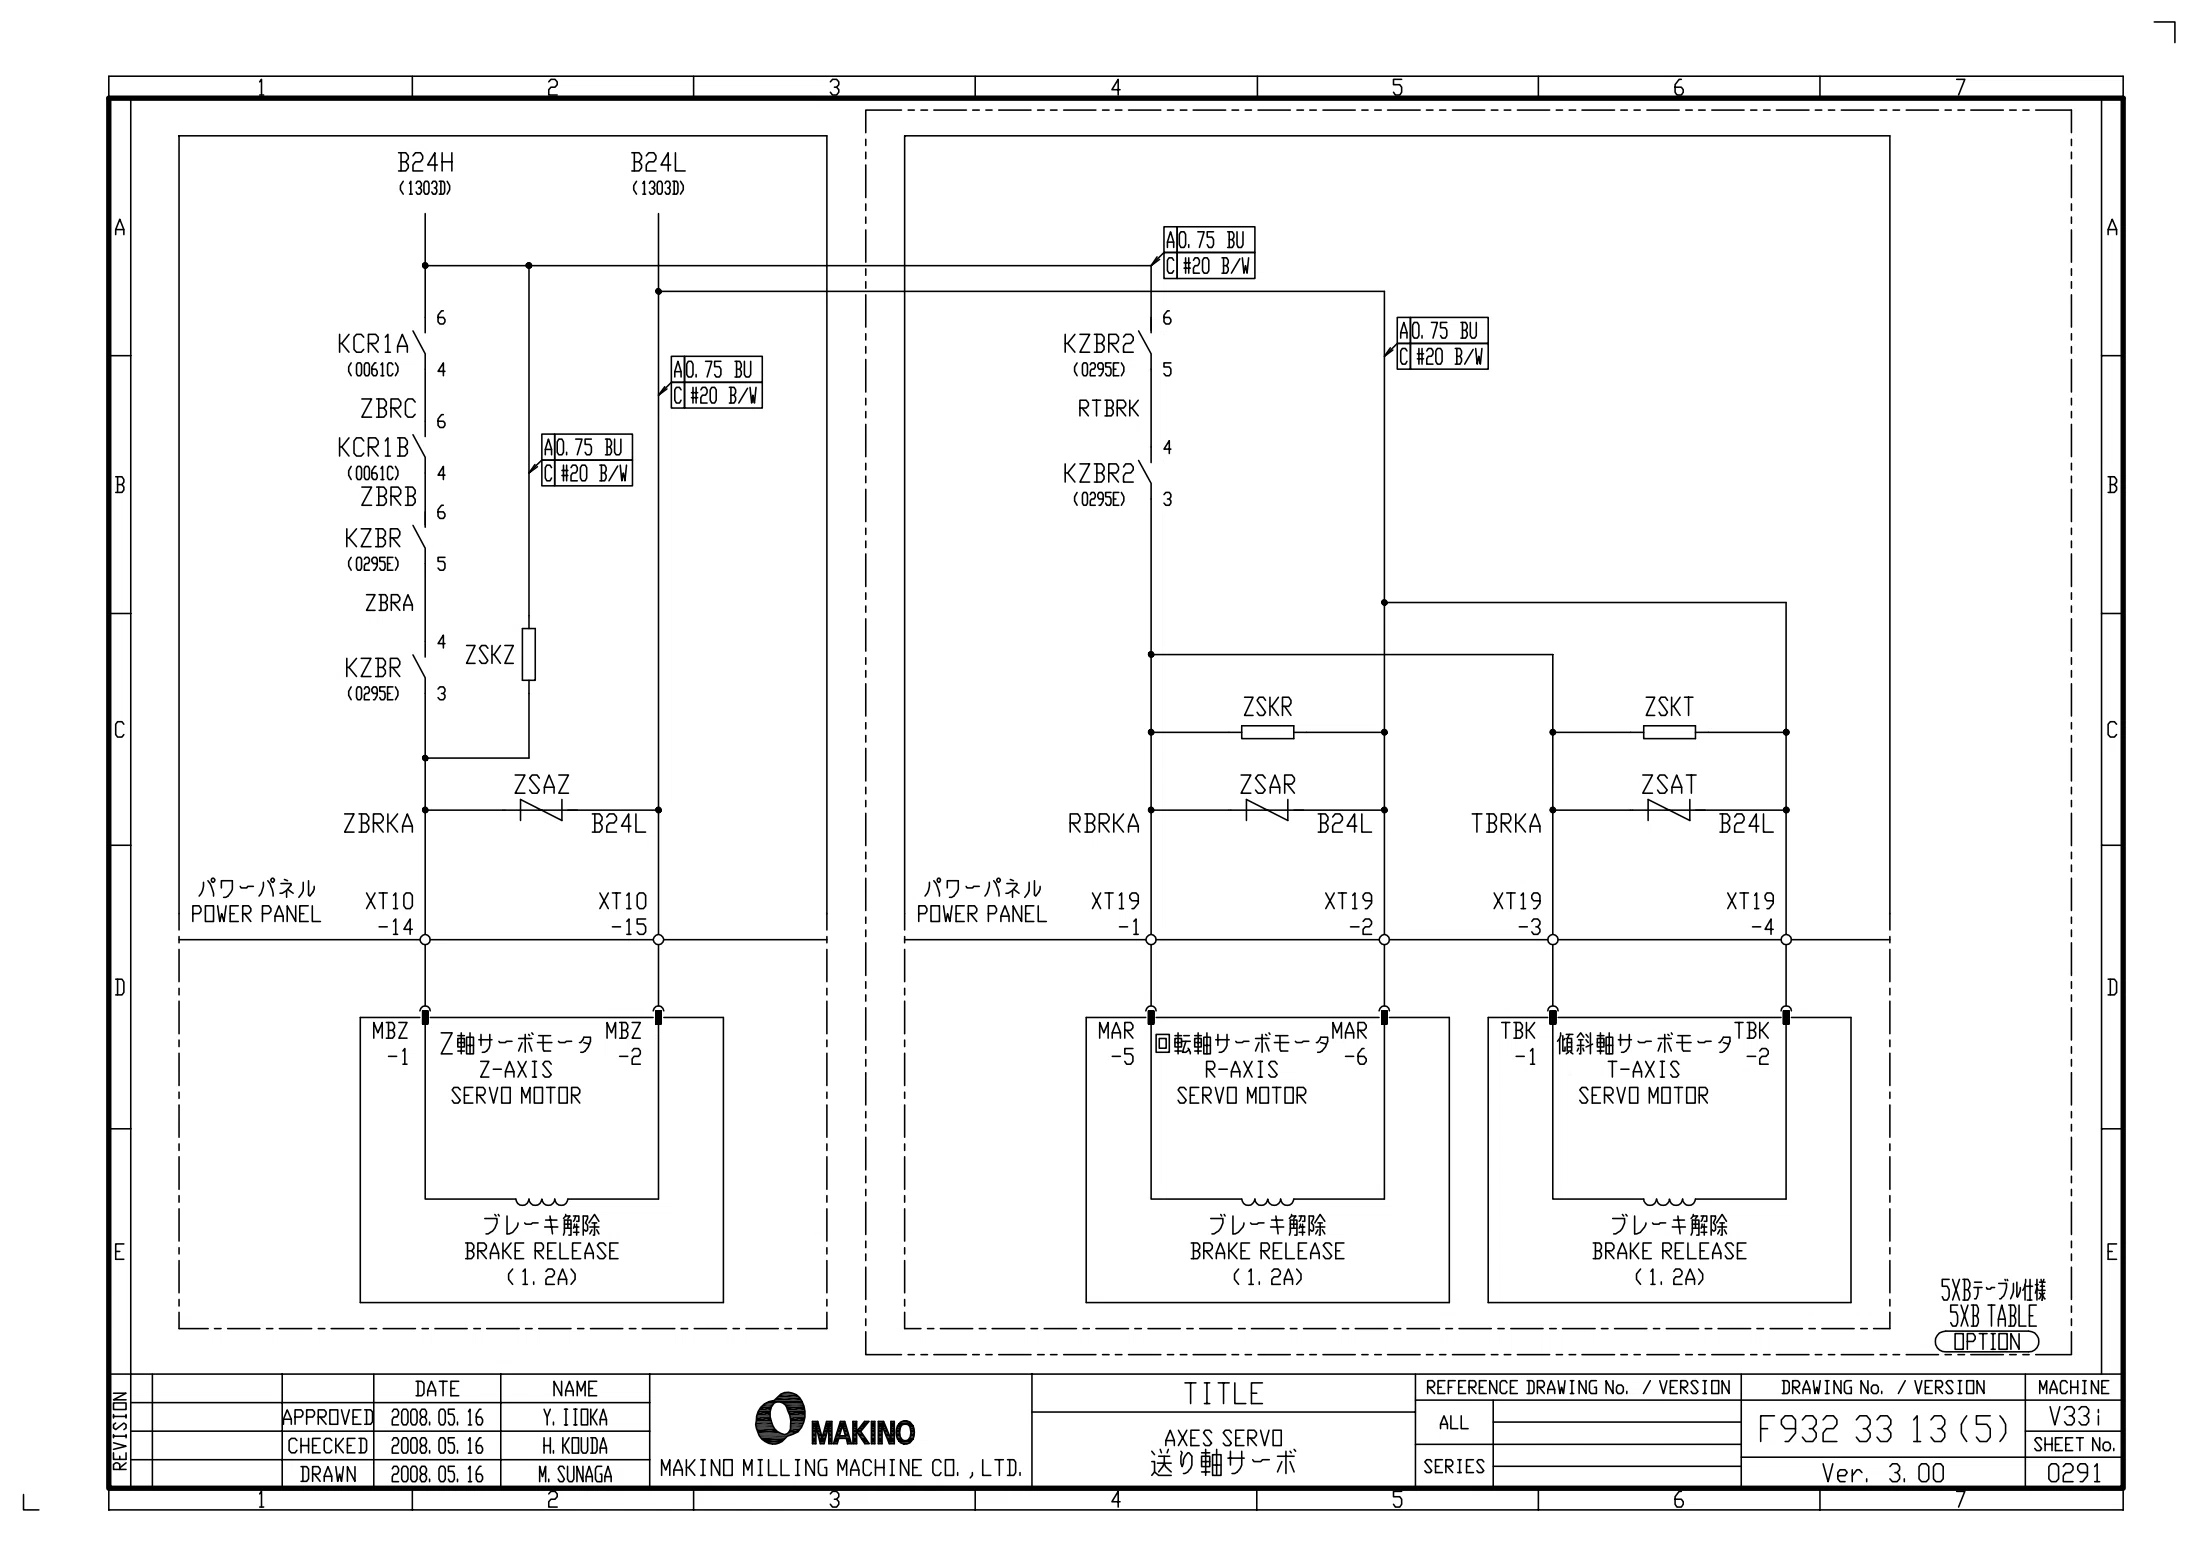 1 2 3 4 5 6 7
B24H
(1303D)
B24L
(1303D)
A
A
A 0.75 BU
C #20 B/W
6
KCR1A
(0061C)
4
ZBRC
6
KCR1B
(0061C)
4
ZBRB
6
KZBR
(0295E)
5
ZBRA
4
KZBR
(0295E)
3
A 0.75 BU
C #20 B/W
A 0.75 BU
C #20 B/W
ZSKZ
ZSAZ
ZBRKA
B24L
パワーパネル
POWER PANEL
XT10
-14
XT10
-15
MBZ
-1
Z軸サーボモータ
Z-AXIS
SERVO MOTOR
MBZ
-2
ブレーキ解除
BRAKE RELEASE
(1.2A)
6
KZBR2
(0295E)
5
RTBRK
4
KZBR2
(0295E)
3
A 0.75 BU
C #20 B/W
ZSKR
ZSAR
RBRKA
B24L
ZSKT
ZSAT
TBRKA
B24L
パワーパネル
POWER PANEL
XT19
-1
XT19
-2
XT19
-3
XT19
-4
MAR
-5
回転軸サーボモータ
R-AXIS
SERVO MOTOR
MAR
-6
ブレーキ解除
BRAKE RELEASE
(1.2A)
TBK
-1
傾斜軸サーボモータ
T-AXIS
SERVO MOTOR
TBK
-2
ブレーキ解除
BRAKE RELEASE
(1.2A)
5XBテーブル仕様
5XB TABLE
OPTION
B
B
C
C
D
D
E
E
REVISION
DATE NAME
APPROVED 2008.05.16 Y.IIOKA
CHECKED 2008.05.16 H.KOUDA
DRAWN 2008.05.16 M.SUNAGA
MAKINO
MAKINO MILLING MACHINE CO.,LTD.
TITLE
AXES SERVO
送り軸サーボ
REFERENCE DRAWING No. / VERSION
ALL
SERIES
DRAWING No. / VERSION
F932 33 13(5)
Ver. 3.00
MACHINE
V33i
SHEET No.
0291
1 2 3 4 5 6 7